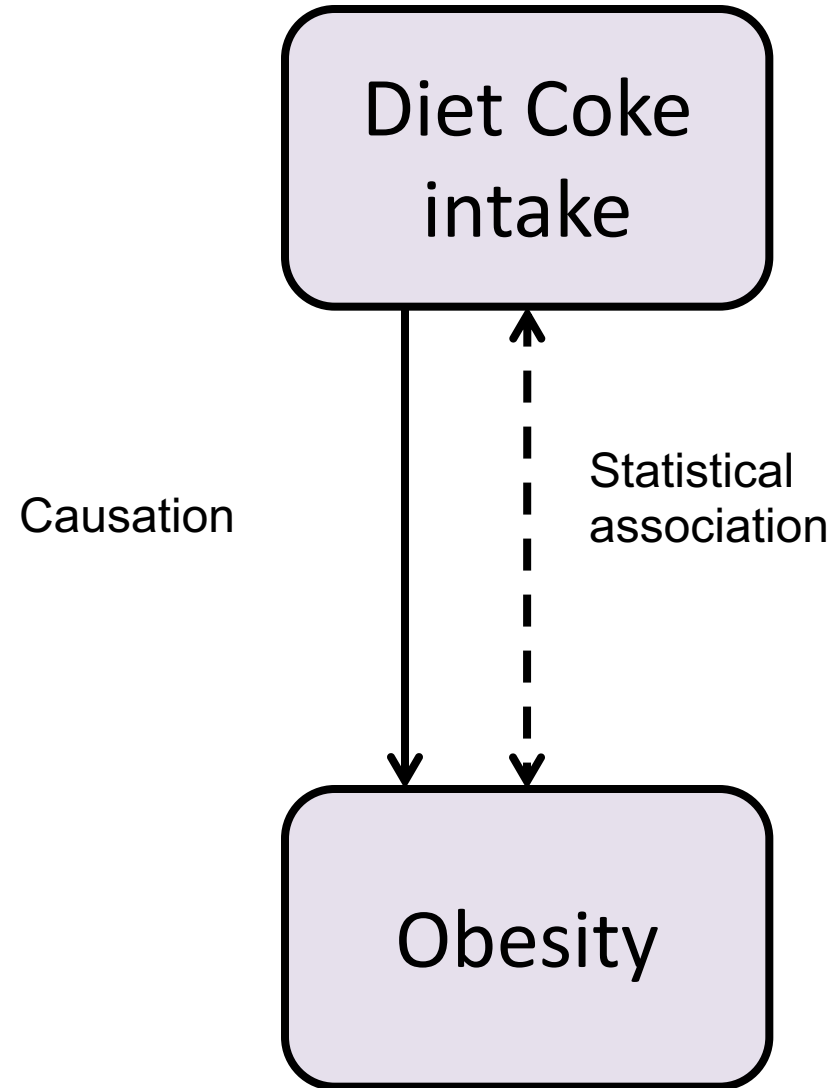 Diet Coke
intake
Causation
Statistical
association
Obesity